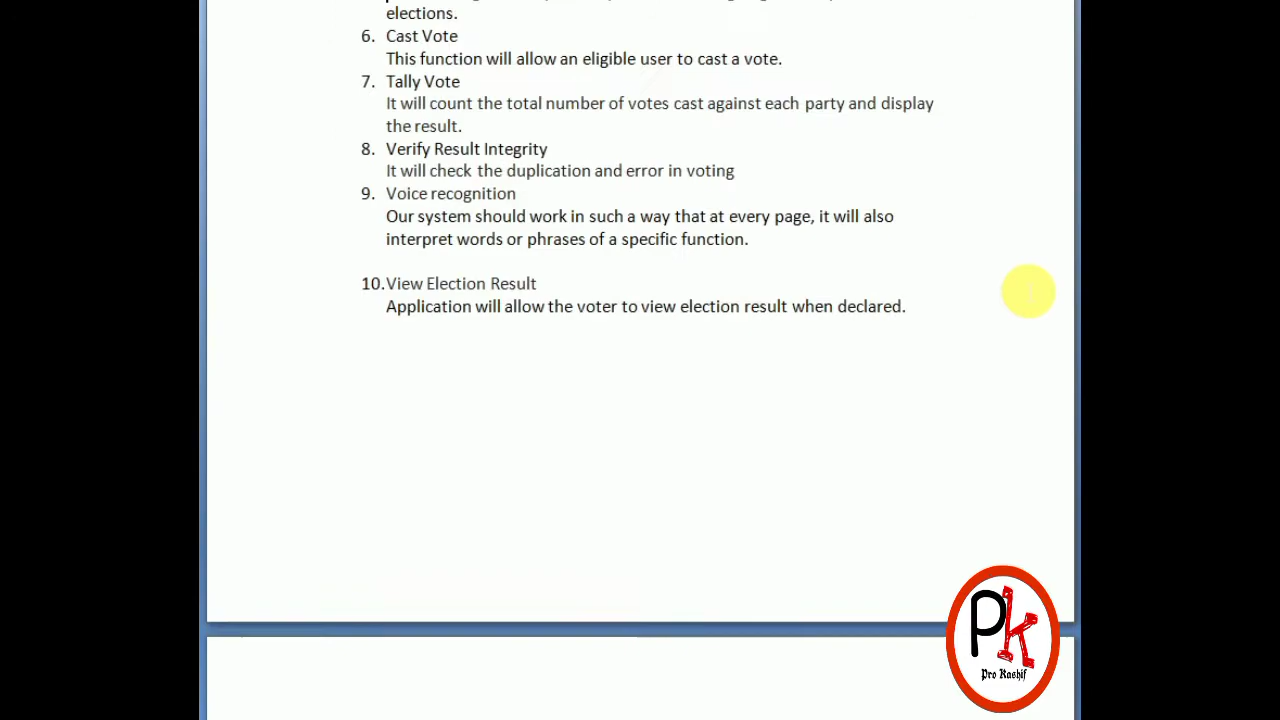 elections.
6. Cast Vote
This function will allow an eligible user to cast a vote.
7. Tally Vote
It will count the total number of votes cast against each party and display
the result.
8. Verify Result Integrity
It will check the duplication and error in voting
9. Voice recognition
Our system should work in such a way that at every page, it will also
interpret words or phrases of a specific function.
10. View Election Result
Application will allow the voter to view election result when declared.
Pk
Pro Kashif